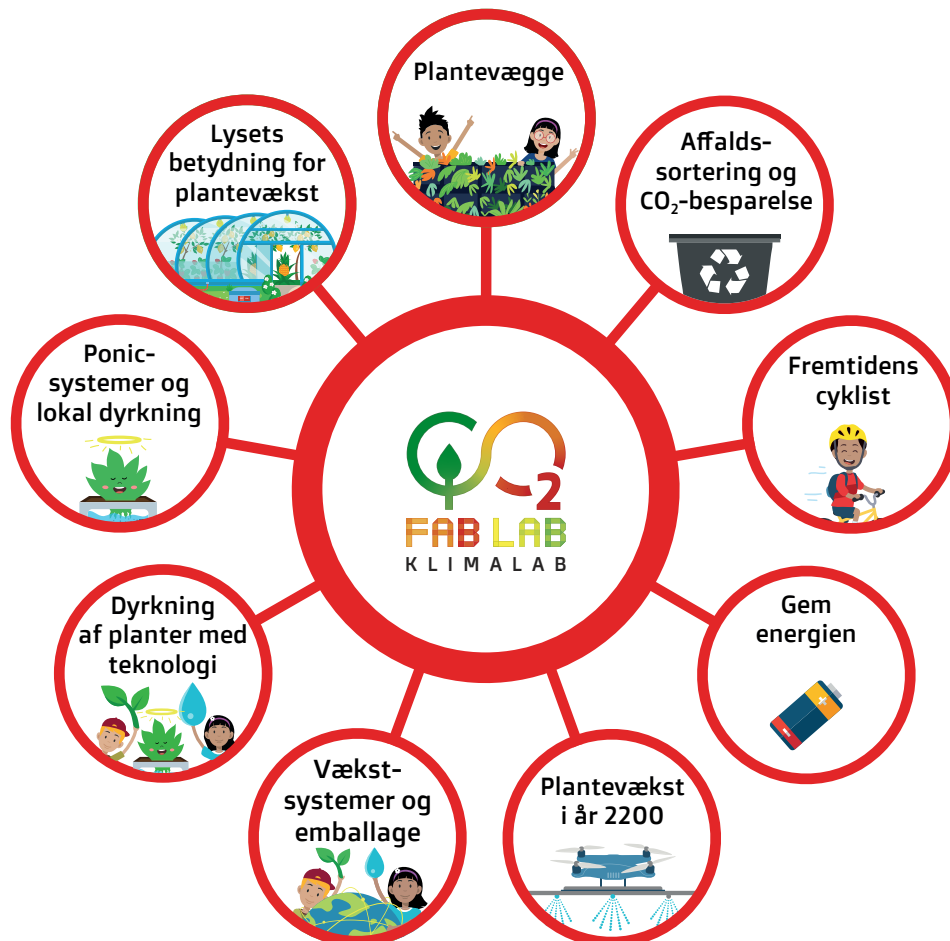 Plantevægge
Affalds-
sortering og
CO₂-besparelse
Fremtidens
cyklist
Gem
energien
Plantevækst
i år 2200
Vækst-
systemer og
emballage
Dyrkning
af planter med
teknologi
Ponic-
systemer og
lokal dyrkning
Lysets
betydning for
plantevækst
CO2
FAB LAB
KLIMALAB